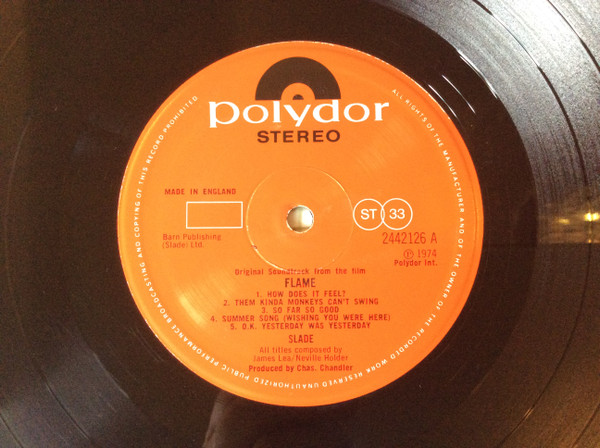 polydor
STEREO
ALL RIGHTS OF THE MANUFACTURER AND OF THE OWNER OF THE RECORDED WORK RESERVED UNAUTHORIZED PUBLIC PERFORMANCE BROADCASTING AND COPYING OF THIS RECORD PROHIBITED
MADE IN ENGLAND
Barn Publishing
(Slade) Ltd.
ST 33
2442126 A
℗ 1974
Polydor Int.
Original Soundtrack from the film
FLAME
1. HOW DOES IT FEEL?
2. THEM KINDA MONKEYS CAN'T SWING
3. SO FAR SO GOOD
4. SUMMER SONG (WISHING YOU WERE HERE)
5. O.K. YESTERDAY WAS YESTERDAY
SLADE
All titles composed by
James Lea/Neville Holder
Produced by Chas. Chandler